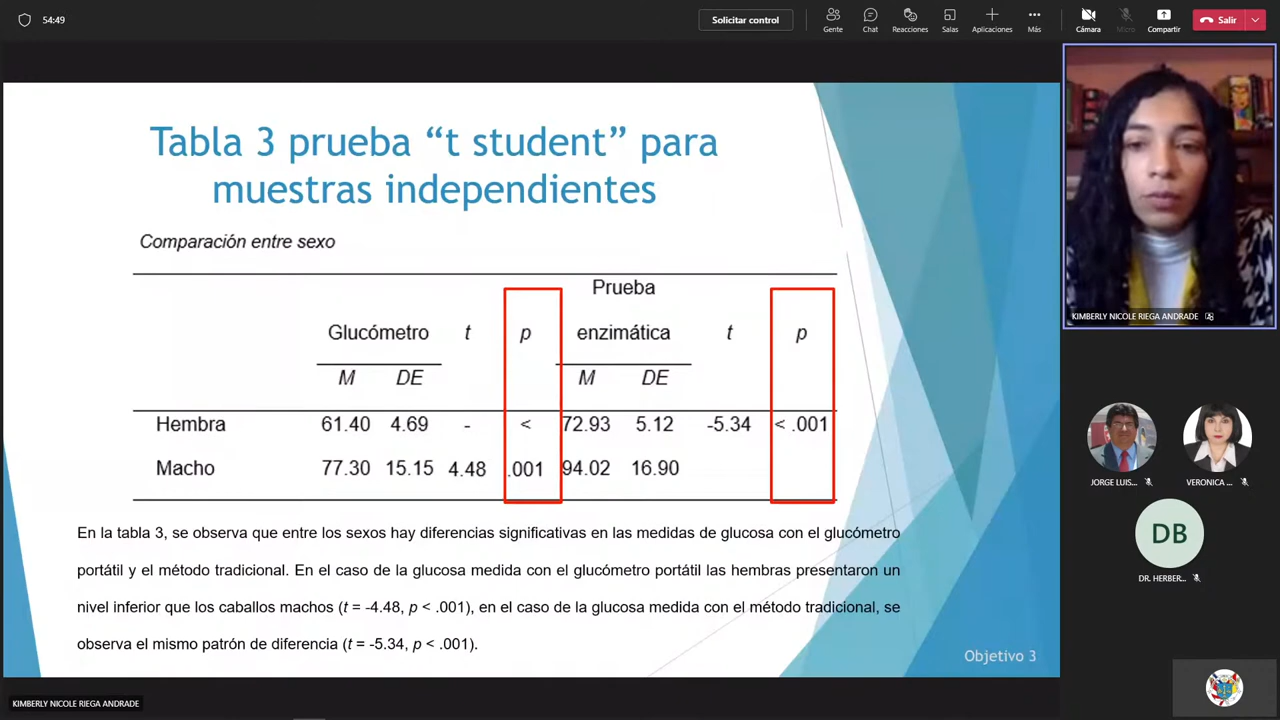 54:49
Solicitar control
Gente
Chat
Reacciones
Salas
Aplicaciones
Más
Cámara
Micro
Compartir
Salir
Tabla 3 prueba “t student” para
muestras independientes
Comparación entre sexo
Prueba
Glucómetro t p enzimática t p
M DE M DE
Hembra 61.40 4.69 - < 72.93 5.12 -5.34 < .001
Macho 77.30 15.15 4.48 .001 94.02 16.90
En la tabla 3, se observa que entre los sexos hay diferencias significativas en las medidas de glucosa con el glucómetro
portátil y el método tradicional. En el caso de la glucosa medida con el glucómetro portátil las hembras presentaron un
nivel inferior que los caballos machos (t = -4.48, p < .001), en el caso de la glucosa medida con el método tradicional, se
observa el mismo patrón de diferencia (t = -5.34, p < .001).
Objetivo 3
KIMBERLY NICOLE RIEGA ANDRADE
JORGE LUIS...
VERONICA ...
DB
DR. HERBER...
KIMBERLY NICOLE RIEGA ANDRADE